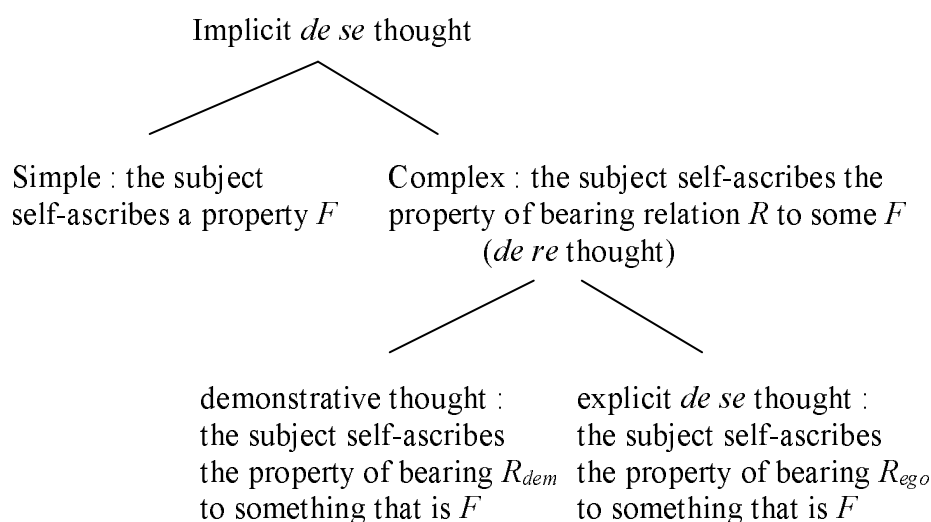 Implicit de se thought
Simple : the subject
self-ascribes a property F
Complex : the subject self-ascribes the
property of bearing relation R to some F
(de re thought)
demonstrative thought :
the subject self-ascribes
the property of bearing Rdem
to something that is F
explicit de se thought :
the subject self-ascribes
the property of bearing Rego
to something that is F